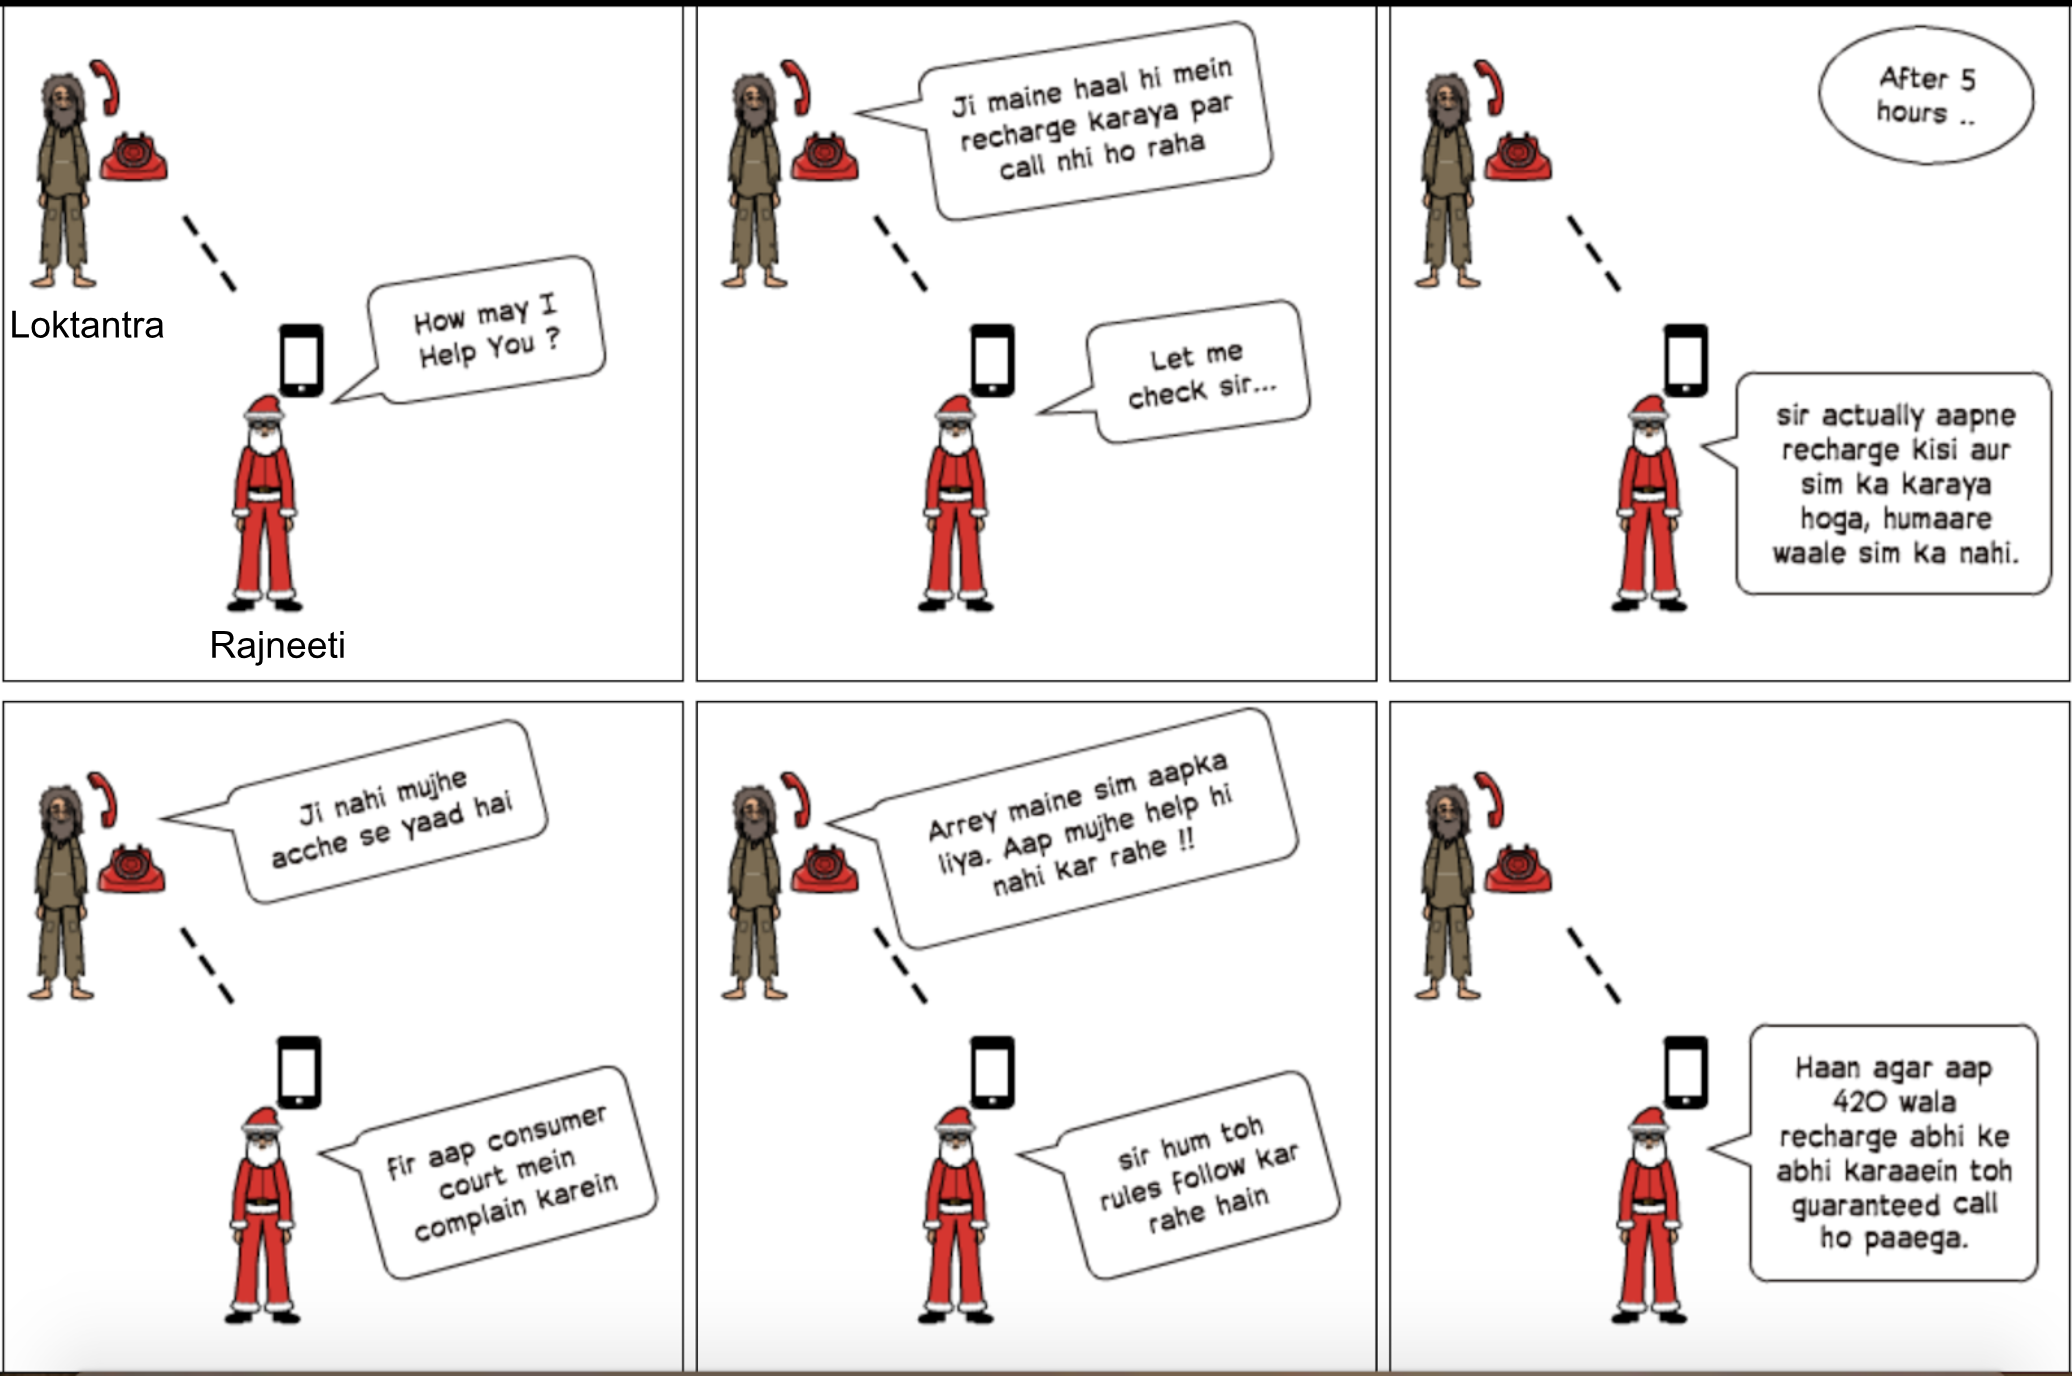 How may I
Help You ?
Loktantra
Rajneeti
Ji maine haal hi mein
recharge karaya par
call nhi ho raha
Let me
check sir...
After 5
hours ..
sir actually aapne
recharge kisi aur
sim ka karaya
hoga, humaare
waale sim ka nahi.
Ji nahi mujhe
acche se yaad hai
fir aap consumer
court mein
complain karein
Arrey maine sim aapka
liya. Aap mujhe help hi
nahi kar rahe !!
sir hum toh
rules follow kar
rahe hain
Haan agar aap
420 wala
recharge abhi ke
abhi karaaein toh
guaranteed call
ho paaega.